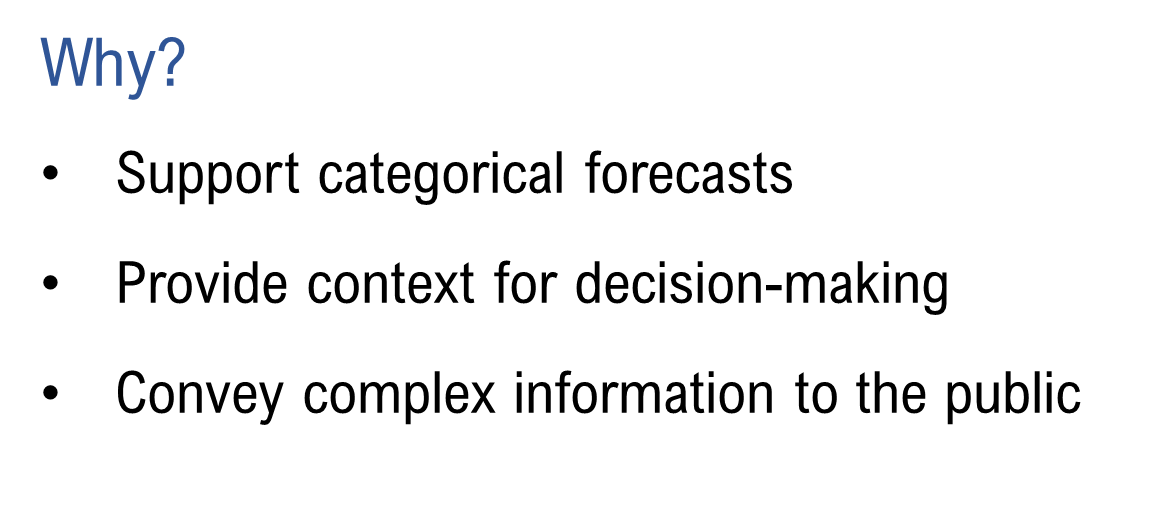 Why?
• Support categorical forecasts
• Provide context for decision-making
• Convey complex information to the public